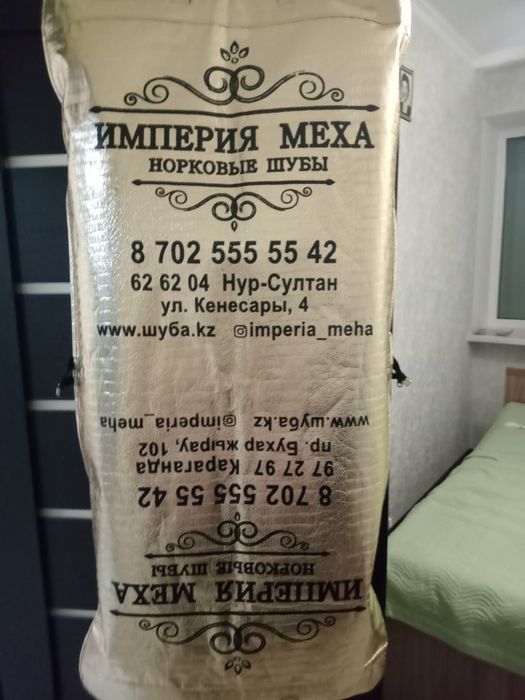 ИМПЕРИЯ МЕХА
НОРКОВЫЕ ШУБЫ
8 702 555 55 42
62 62 04 Нур-Султан
ул. Кенесары, 4
www.шуба.kz @imperia_meha
ИМПЕРИЯ МЕХА
НОРКОВЫЕ ШУБЫ
8 702 555 55 42
97 27 97 Караганда
пр. Бухар жырау, 102
www.шуба.kz @imperia_meha